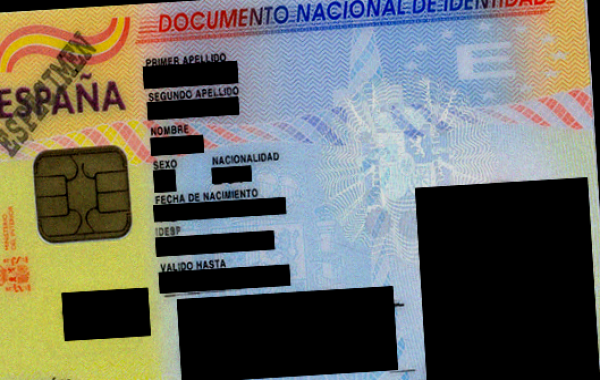 DOCUMENTO NACIONAL DE IDENTIDAD
ESPAÑA
ESPECIMEN
PRIMER APELLIDO
SEGUNDO APELLIDO
NOMBRE
SEXO NACIONALIDAD
FECHA DE NACIMIENTO
IDESP
VALIDO HASTA
MINISTERIO
DEL INTERIOR
E